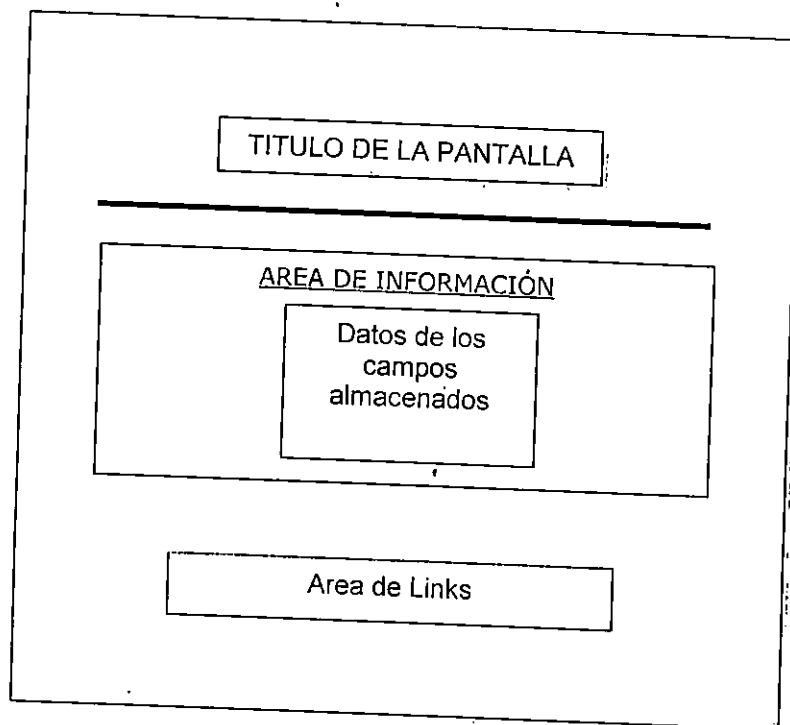 TITULO DE LA PANTALLA
AREA DE INFORMACIÓN
Datos de los
campos
almacenados
Area de Links